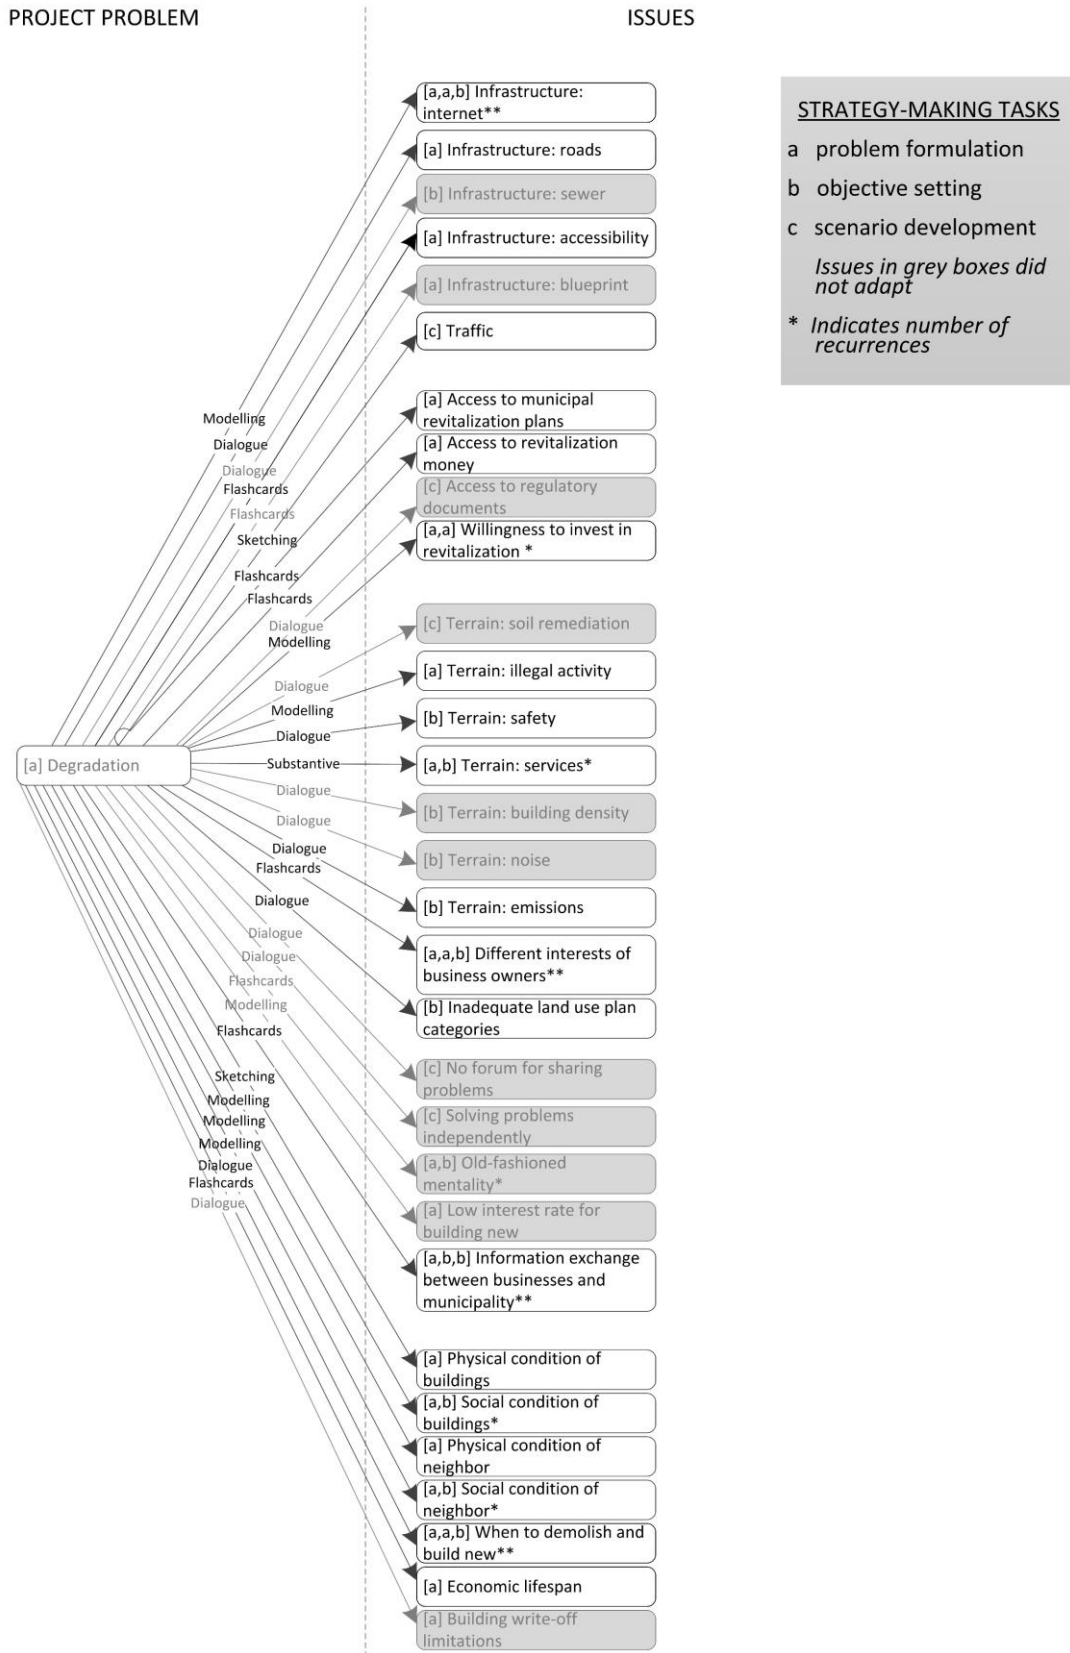 PROJECT PROBLEM
ISSUES
[a,a,b] Infrastructure:
internet**
[a] Infrastructure: roads
[b] Infrastructure: sewer
[a] Infrastructure: accessibility
[a] Infrastructure: blueprint
[c] Traffic
STRATEGY-MAKING TASKS
a problem formulation
b objective setting
c scenario development
Issues in grey boxes did
not adapt
* Indicates number of
recurrences
[a] Access to municipal
revitalization plans
[a] Access to revitalization
money
[c] Access to regulatory
documents
[a,a] Willingness to invest in
revitalization *
[c] Terrain: soil remediation
[a] Terrain: illegal activity
[b] Terrain: safety
[a,b] Terrain: services*
[b] Terrain: building density
[b] Terrain: noise
[b] Terrain: emissions
[a,a,b] Different interests of
business owners**
[b] Inadequate land use plan
categories
[c] No forum for sharing
problems
[c] Solving problems
independently
[a,b] Old-fashioned
mentality*
[a] Low interest rate for
building new
[a,b,b] Information exchange
between businesses and
municipality**
[a] Physical condition of
buildings
[a,b] Social condition of
buildings*
[a] Physical condition of
neighbor
[a,b] Social condition of
neighbor*
[a,a,b] When to demolish and
build new**
[a] Economic lifespan
[a] Building write-off
limitations
Modelling
Dialogue
Dialogue
Flashcards
Flashcards
Sketching
Flashcards
Flashcards
Dialogue
Modelling
Dialogue
Modelling
Dialogue
[a] Degradation
Substantive
Dialogue
Dialogue
Dialogue
Flashcards
Dialogue
Dialogue
Dialogue
Flashcards
Modelling
Flashcards
Sketching
Modelling
Modelling
Modelling
Dialogue
Flashcards
Dialogue